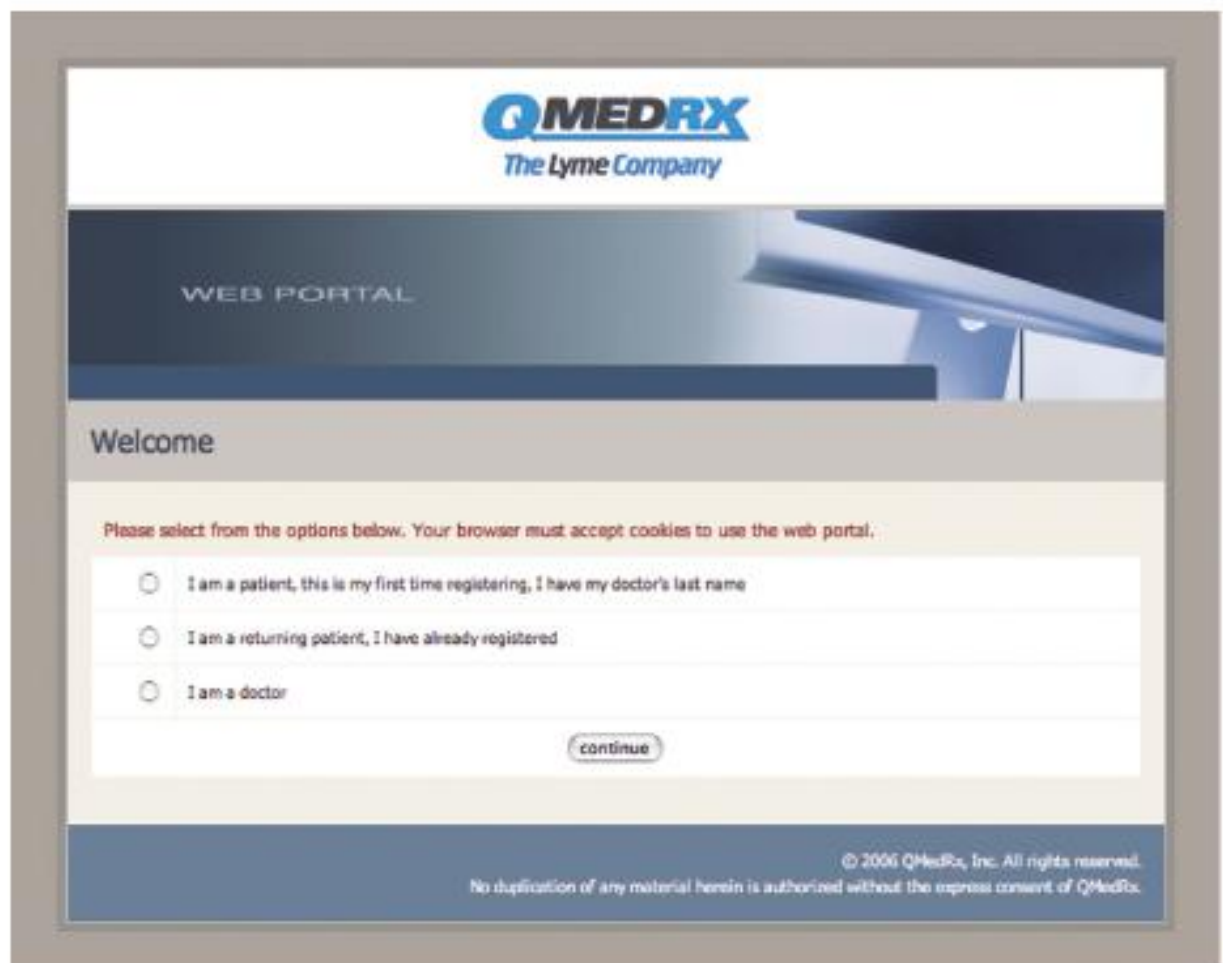 QMEDRX
The Lyme Company
WEB PORTAL
Welcome
Please select from the options below. Your browser must accept cookies to use the web portal.
I am a patient, this is my first time registering, I have my doctor's last name
I am a returning patient, I have already registered
I am a doctor
continue
© 2006 QMedRx, Inc. All rights reserved.
No duplication of any material herein is authorized without the express consent of QMedRx.